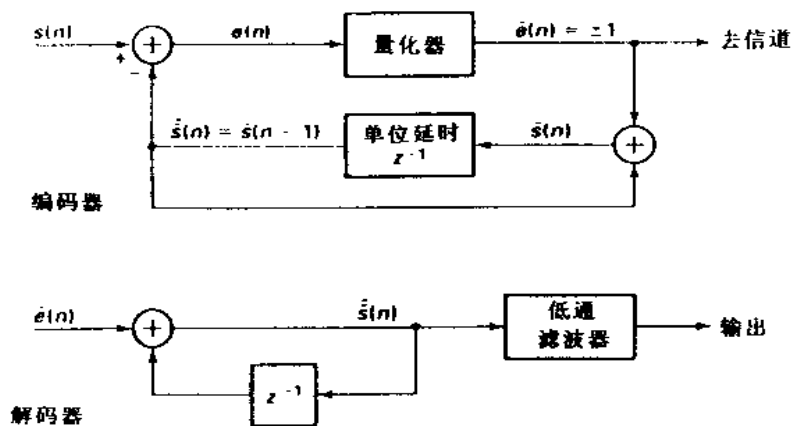 s(n)
e(n)
量化器
ẽ(n) = ±1
去信道
+
−
ŝ̃(n) = s̃(n - 1)
单位延时
z⁻¹
s̃(n)
编码器
ẽ(n)
ŝ̃(n)
低通
滤波器
输出
z⁻¹
解码器